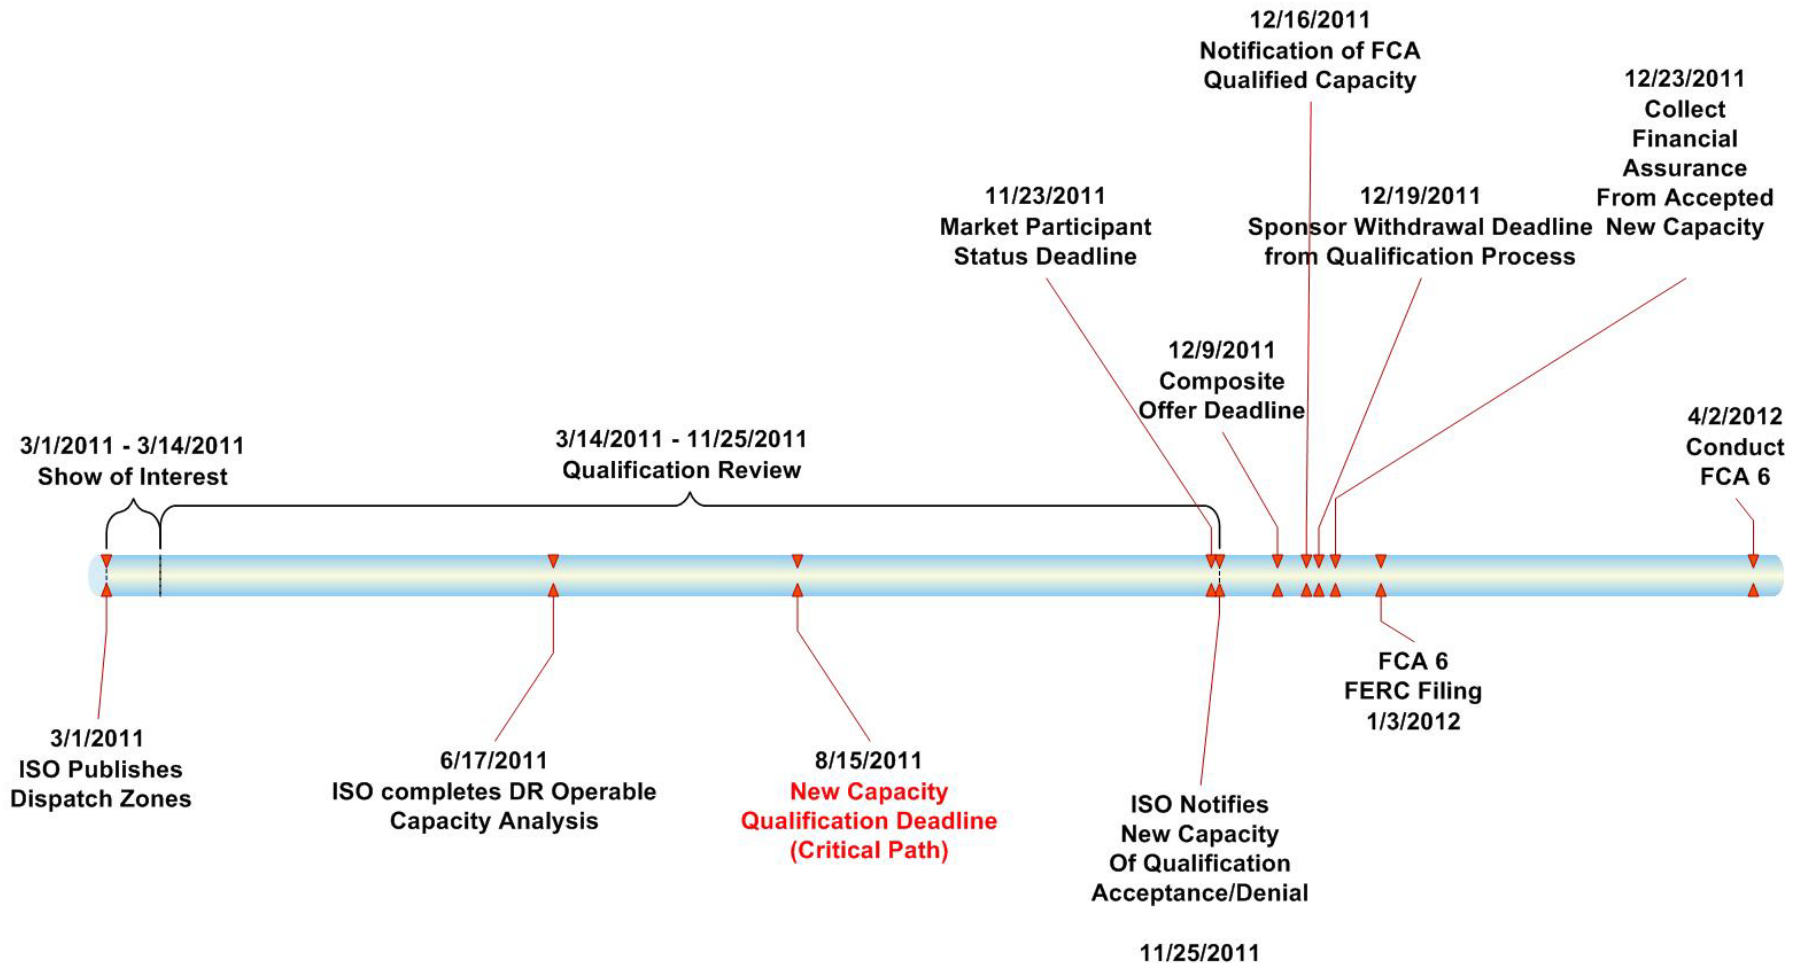 12/16/2011
Notification of FCA
Qualified Capacity
12/23/2011
Collect
Financial
Assurance
From Accepted
New Capacity
11/23/2011
Market Participant
Status Deadline
12/19/2011
Sponsor Withdrawal Deadline
from Qualification Process
12/9/2011
Composite
Offer Deadline
4/2/2012
Conduct
FCA 6
3/1/2011 - 3/14/2011
Show of Interest
3/14/2011 - 11/25/2011
Qualification Review
FCA 6
FERC Filing
1/3/2012
3/1/2011
ISO Publishes
Dispatch Zones
6/17/2011
ISO completes DR Operable
Capacity Analysis
8/15/2011
New Capacity
Qualification Deadline
(Critical Path)
ISO Notifies
New Capacity
Of Qualification
Acceptance/Denial
11/25/2011